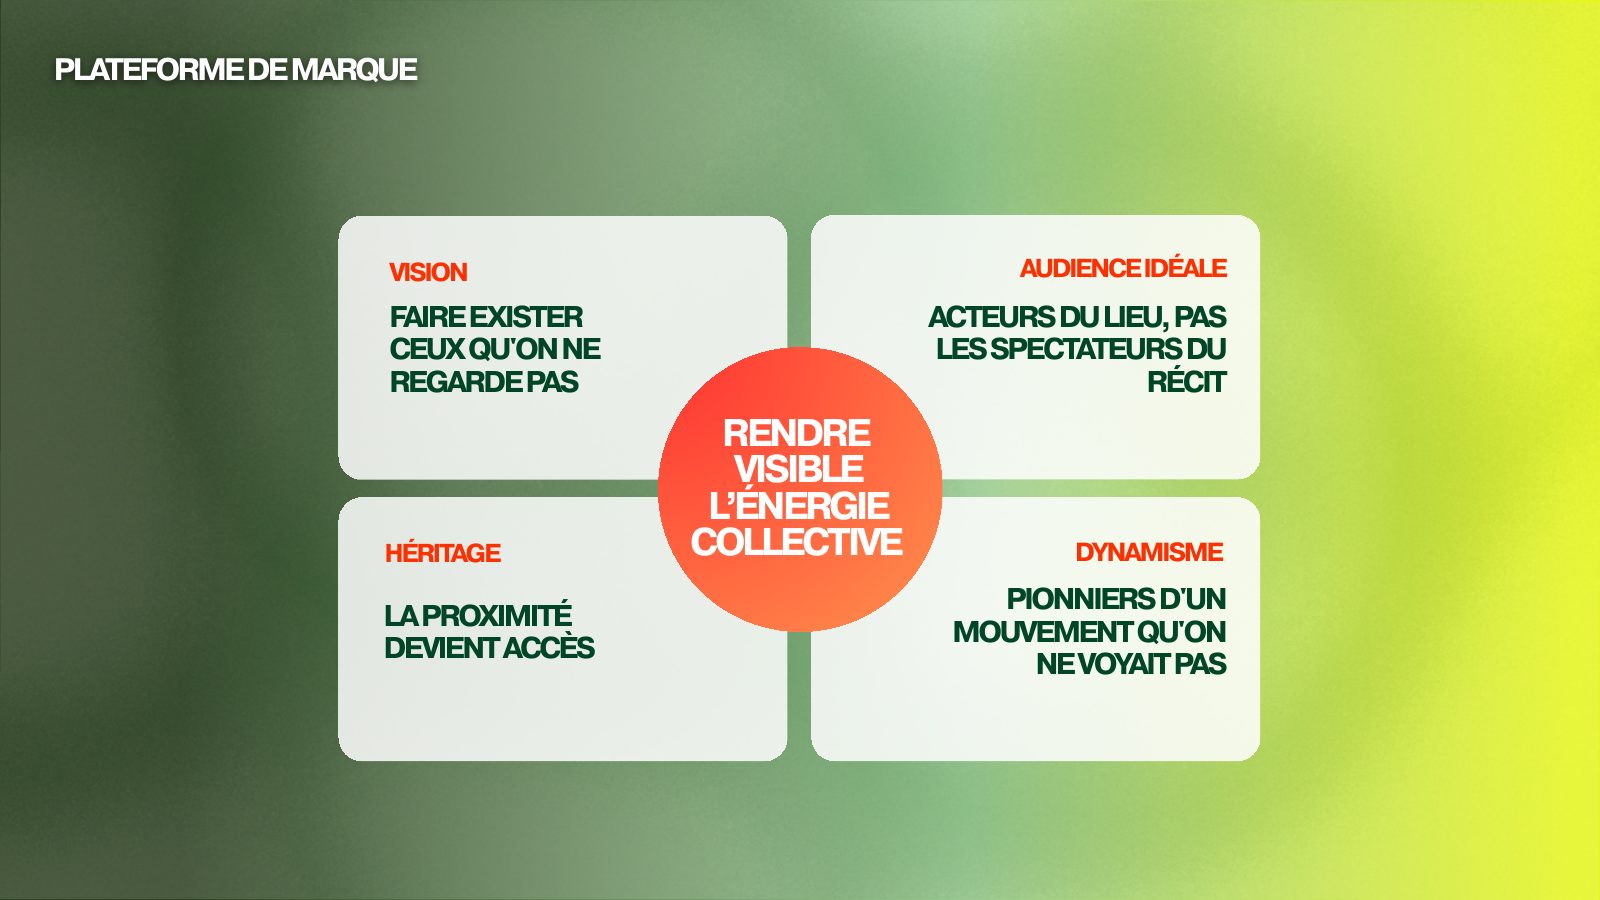 PLATEFORME DE MARQUE
VISION
FAIRE EXISTER
CEUX QU'ON NE
REGARDE PAS
AUDIENCE IDÉALE
ACTEURS DU LIEU, PAS
LES SPECTATEURS DU
RÉCIT
RENDRE
VISIBLE
L’ÉNERGIE
COLLECTIVE
HÉRITAGE
LA PROXIMITÉ
DEVIENT ACCÈS
DYNAMISME
PIONNIERS D'UN
MOUVEMENT QU'ON
NE VOYAIT PAS